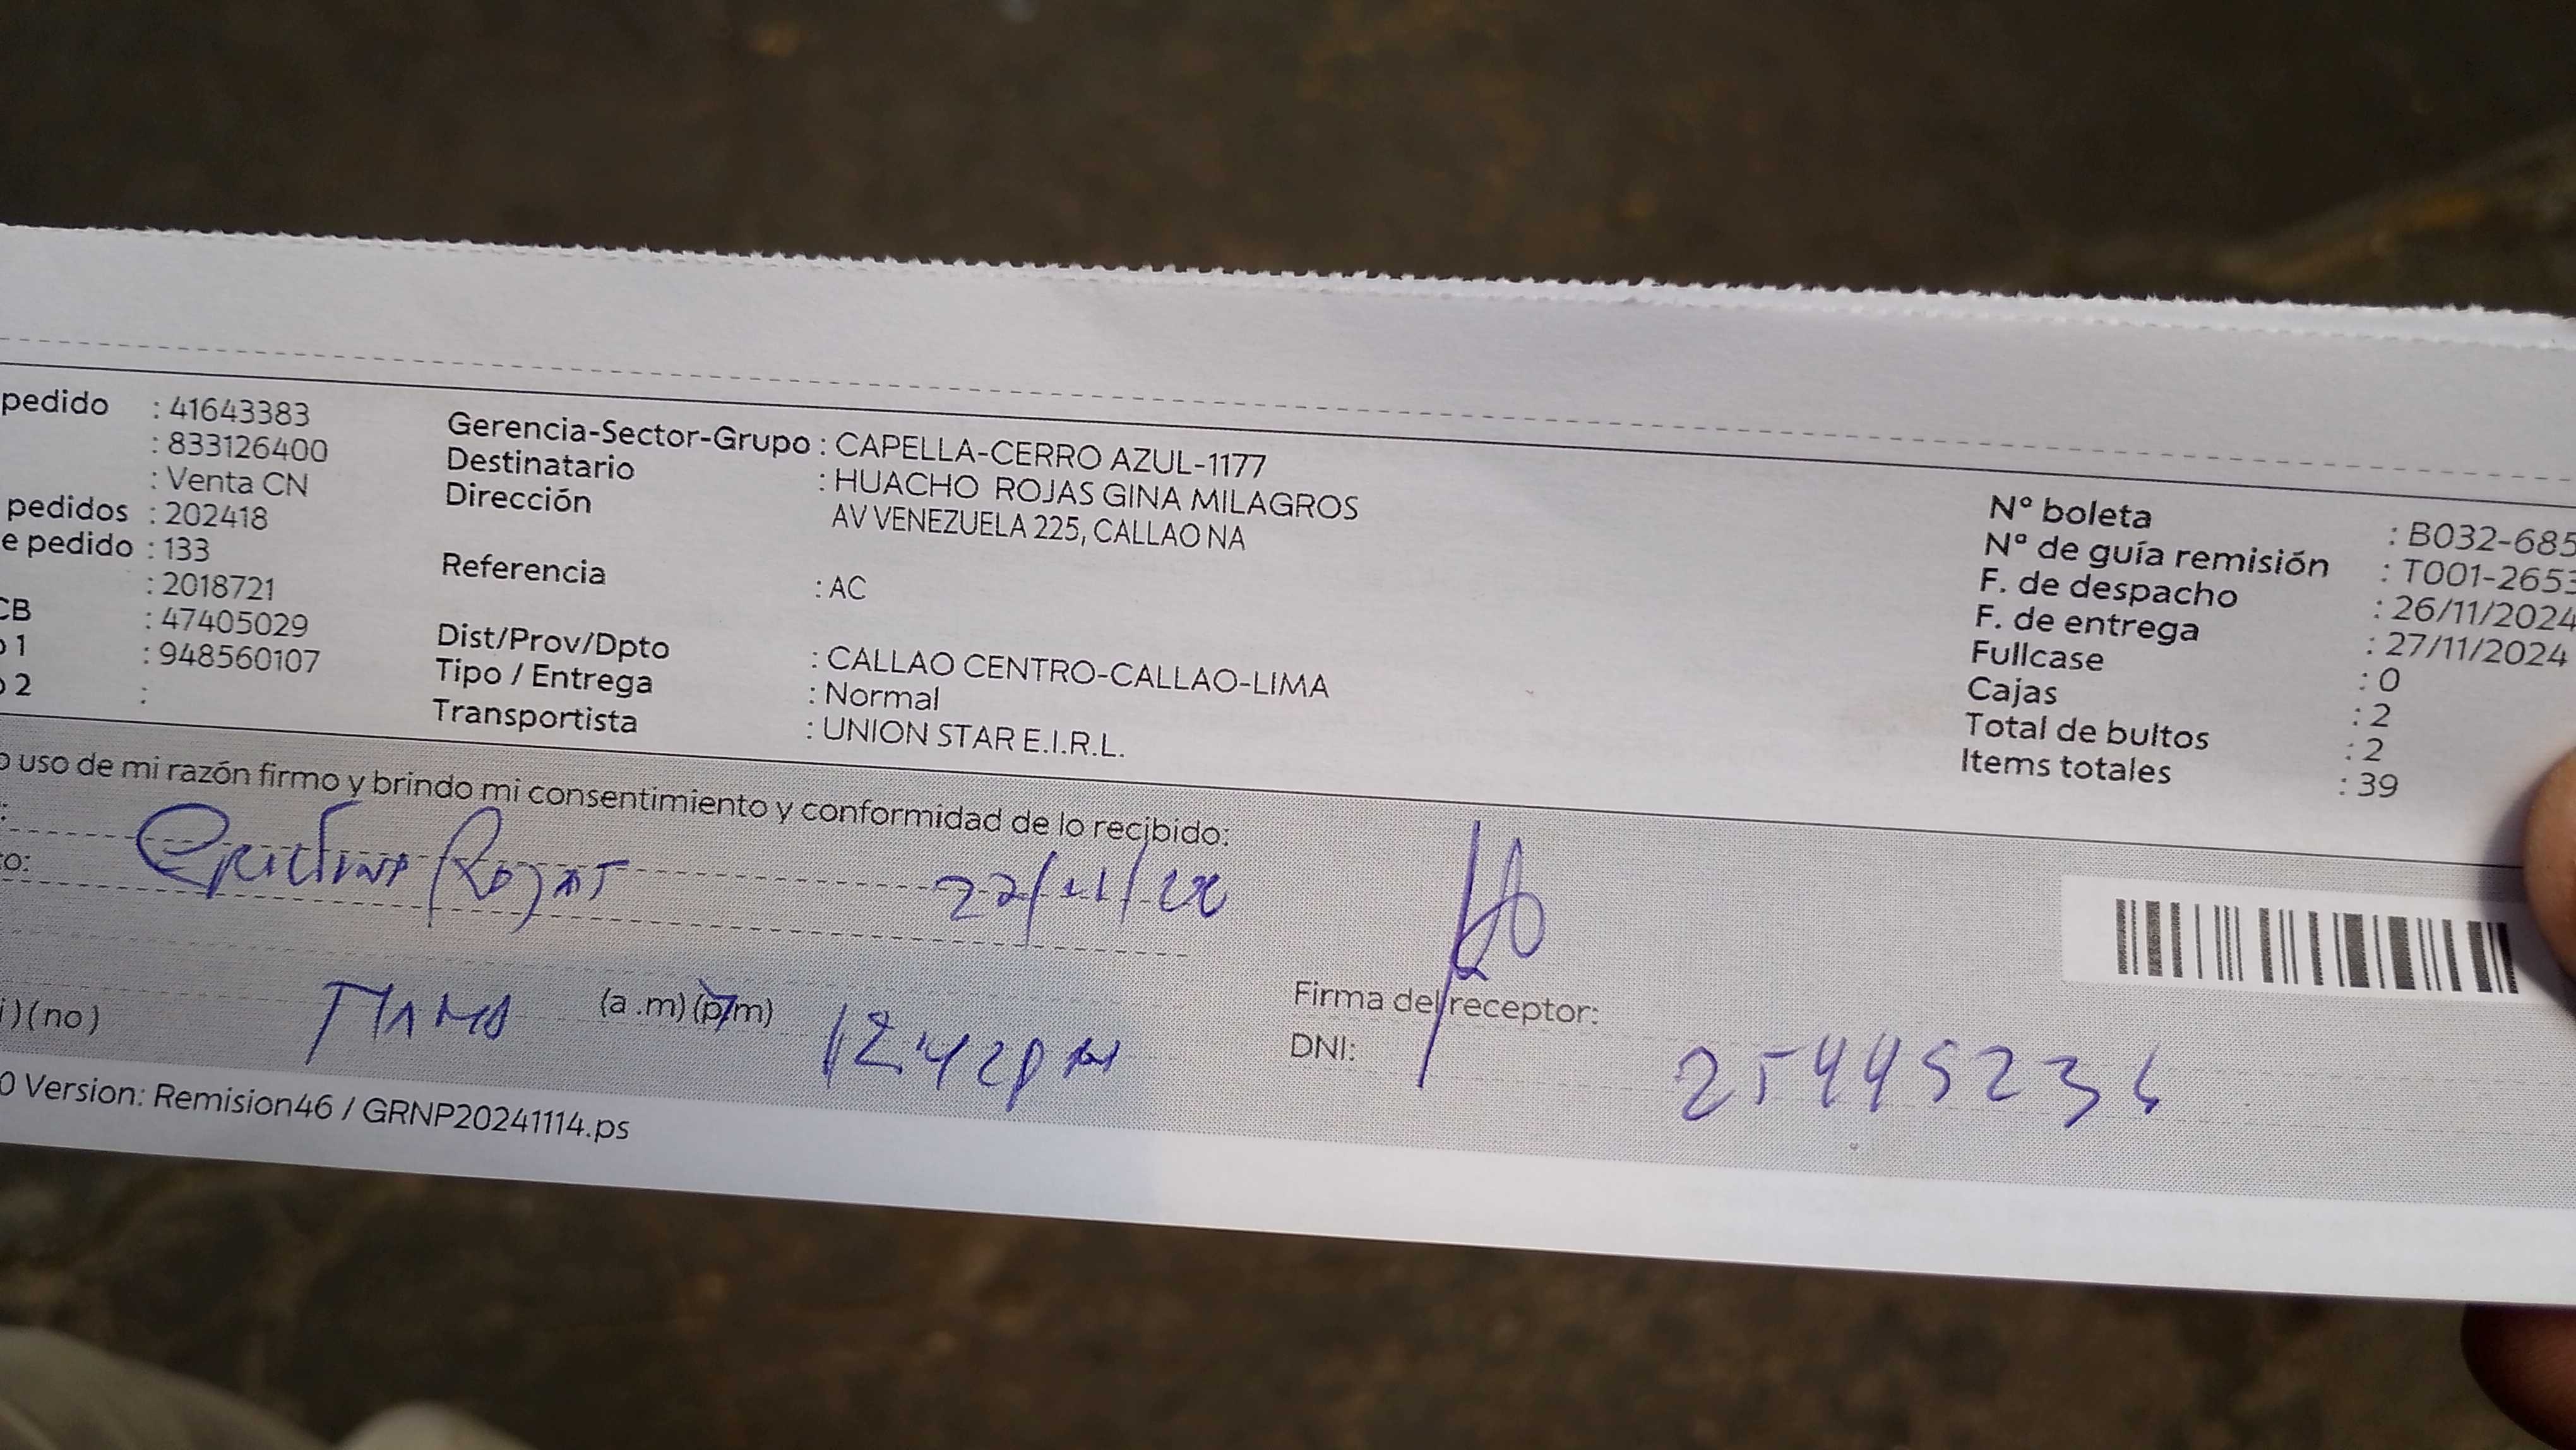 pedido : 41643383
: 833126400
: Venta CN
pedidos : 202418
e pedido : 133
: 2018721
CB : 47405029
1 : 948560107
2 :
Gerencia-Sector-Grupo : CAPELLA-CERRO AZUL-1177
Destinatario : HUACHO ROJAS GINA MILAGROS
Dirección AV VENEZUELA 225, CALLAO NA
Referencia : AC
Dist/Prov/Dpto : CALLAO CENTRO-CALLAO-LIMA
Tipo / Entrega : Normal
Transportista : UNION STAR E.I.R.L.
N° boleta : B032-685
N° de guía remisión : T001-2653
F. de despacho : 26/11/2024
F. de entrega : 27/11/2024
Fullcase : 0
Cajas : 2
Total de bultos : 2
Items totales : 39
o uso de mi razón firmo y brindo mi consentimiento y conformidad de lo recibido:
to: Rojas
i ) ( no ) MAMA (a .m) (p.m) 12:42pm
Firma del receptor:
DNI: 25445236
0 Version: Remision46 / GRNP20241114.ps